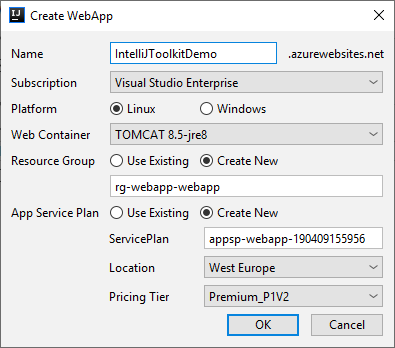 IJ Create WebApp
Name IntelliJToolkitDemo .azurewebsites.net
Subscription Visual Studio Enterprise
Platform Linux Windows
Web Container TOMCAT 8.5-jre8
Resource Group Use Existing Create New
rg-webapp-webapp
App Service Plan Use Existing Create New
ServicePlan appsp-webapp-190409155956
Location West Europe
Pricing Tier Premium_P1V2
OK Cancel